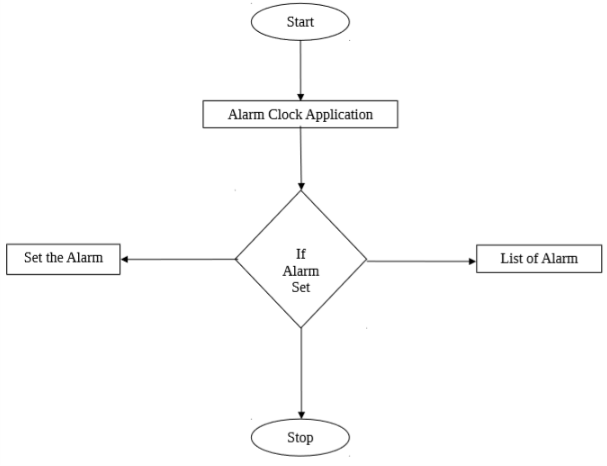 Start
Alarm Clock Application
If
Alarm
Set
Set the Alarm
List of Alarm
Stop